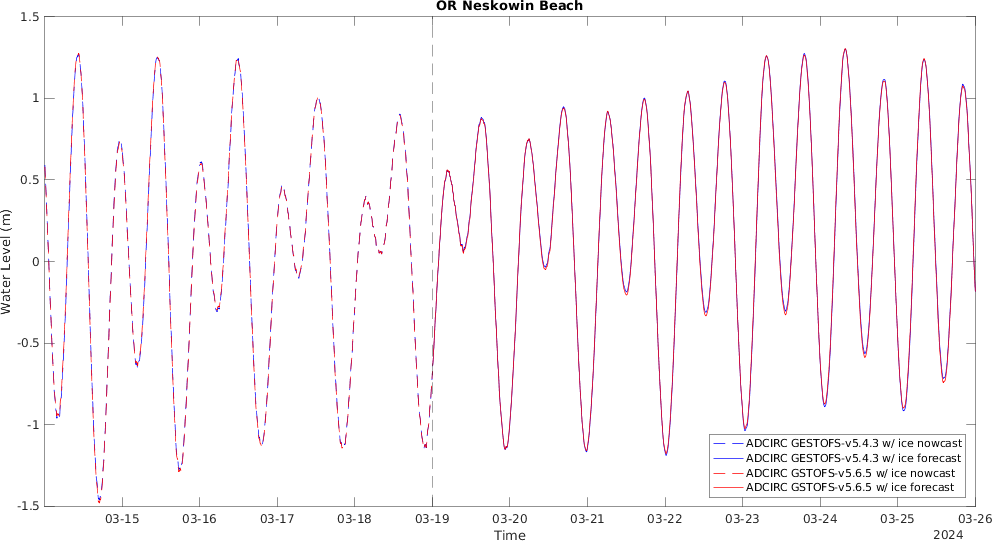 OR Neskowin Beach
1.5
1
0.5
0
-0.5
-1
-1.5
Water Level (m)
03-15 03-16 03-17 03-18 03-19 03-20 03-21 03-22 03-23 03-24 03-25 03-26
Time
2024
ADCIRC GESTOFS-v5.4.3 w/ ice nowcast
ADCIRC GESTOFS-v5.4.3 w/ ice forecast
ADCIRC GSTOFS-v5.6.5 w/ ice nowcast
ADCIRC GSTOFS-v5.6.5 w/ ice forecast